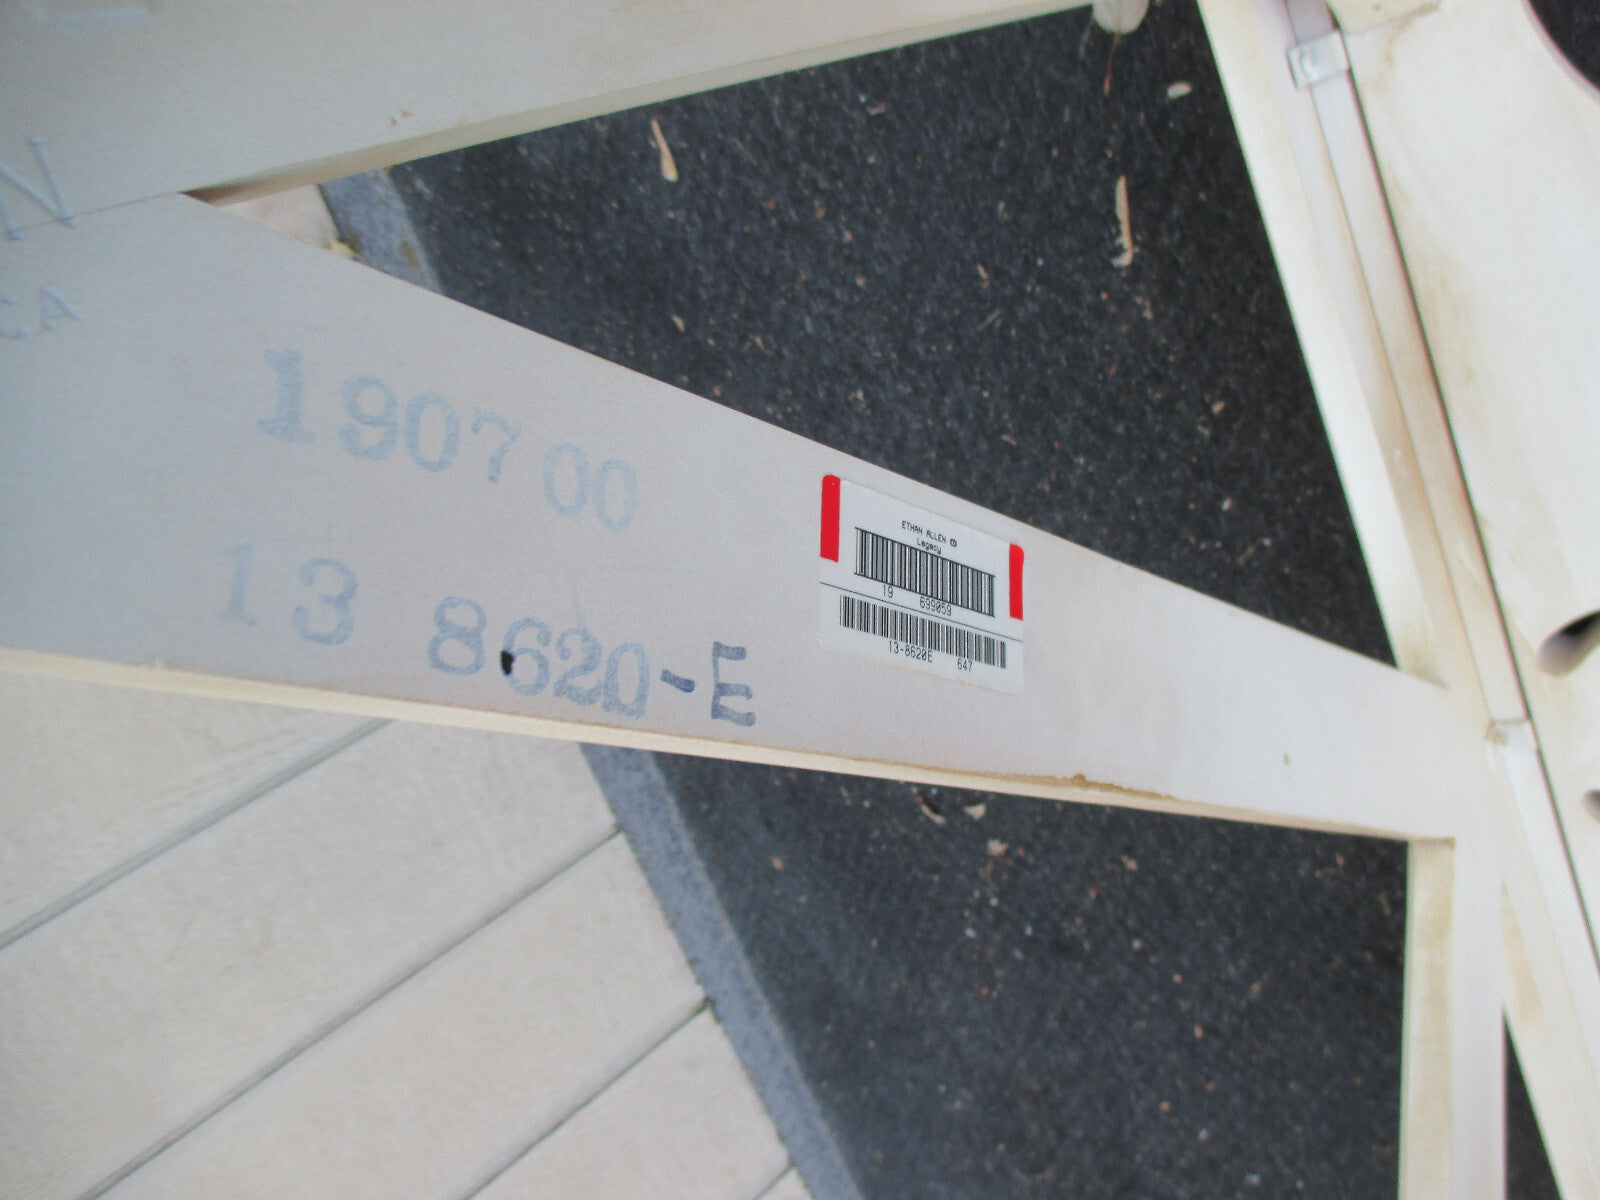 190700
13 8620-E
ETHAN ALLEN
Legacy
19 699059
13-8620E 647